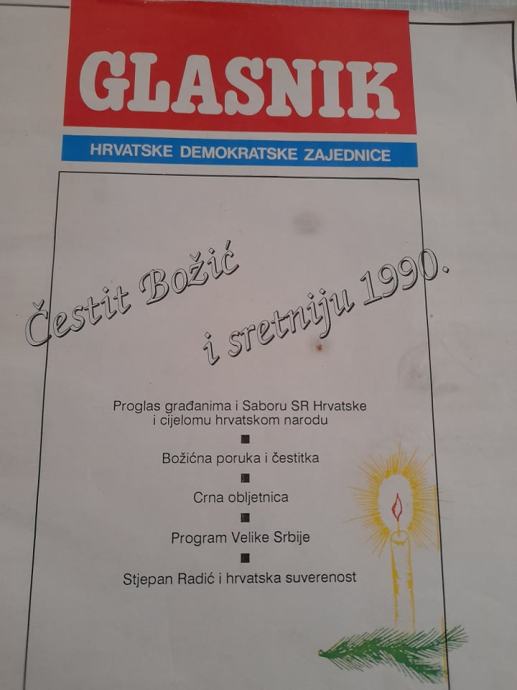 GLASNIK
HRVATSKE DEMOKRATSKE ZAJEDNICE
Čestit Božić
i sretniju 1990.
Proglas građanima i Saboru SR Hrvatske
i cijelomu hrvatskom narodu
Božićna poruka i čestitka
Crna obljetnica
Program Velike Srbije
Stjepan Radić i hrvatska suverenost